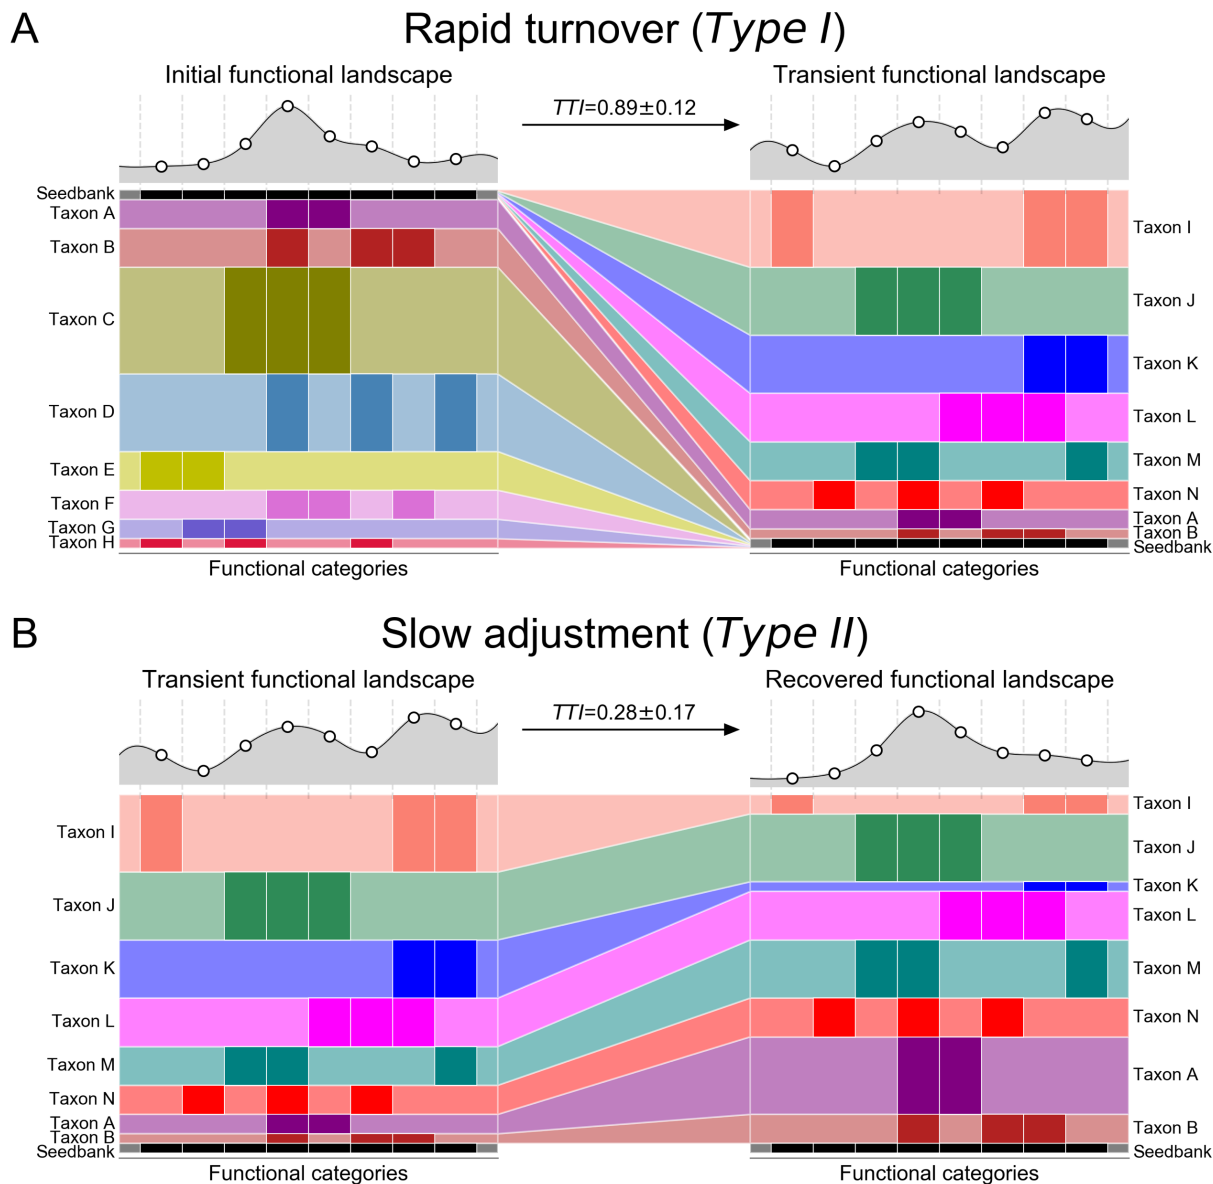 A
Rapid turnover (Type I)
Initial functional landscape
Transient functional landscape
TTI=0.89±0.12
Seedbank
Taxon A
Taxon B
Taxon C
Taxon D
Taxon E
Taxon F
Taxon G
Taxon H
Taxon I
Taxon J
Taxon K
Taxon L
Taxon M
Taxon N
Taxon A
Taxon B
Seedbank
Functional categories
Functional categories
B
Slow adjustment (Type II)
Transient functional landscape
Recovered functional landscape
TTI=0.28±0.17
Taxon I
Taxon J
Taxon K
Taxon L
Taxon M
Taxon N
Taxon A
Taxon B
Seedbank
Taxon I
Taxon J
Taxon K
Taxon L
Taxon M
Taxon N
Taxon A
Taxon B
Seedbank
Functional categories
Functional categories